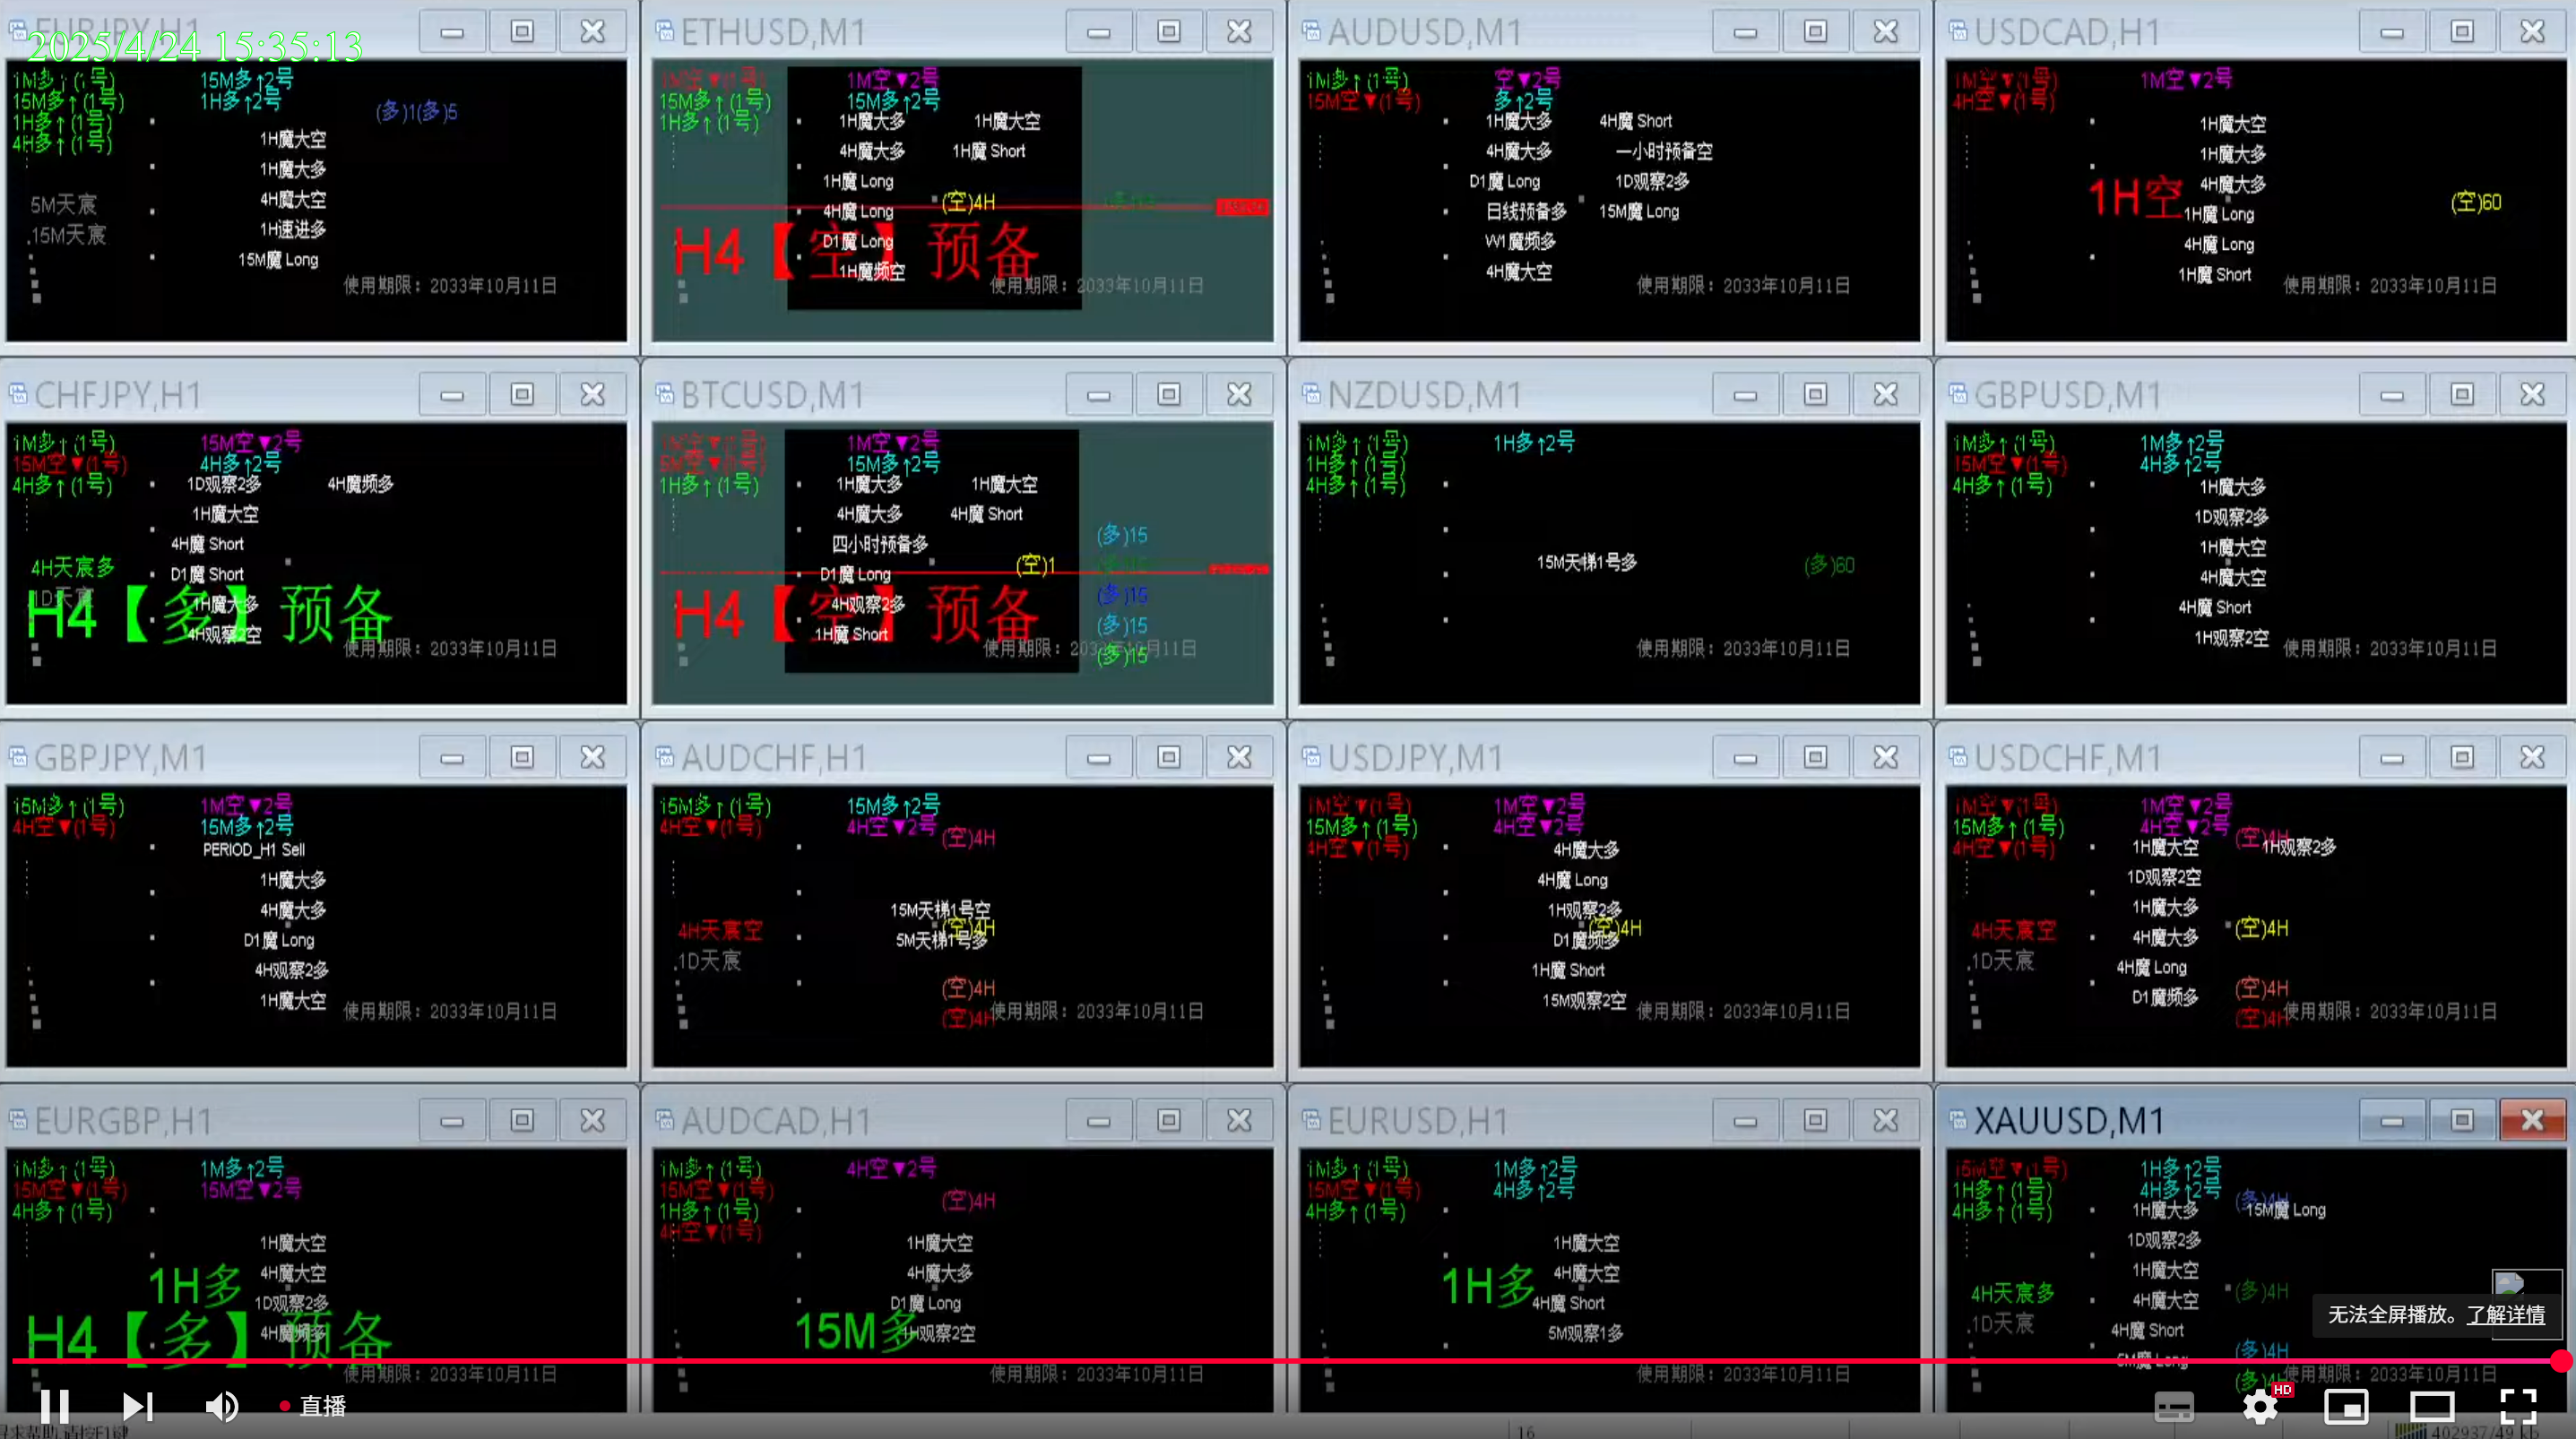 EURJPY,H1
2025/4/24 15:35:13
1M多↑(1号)
15M多↑2号
15M多↑(1号)
1H多↑2号
1H多↑(1号)
(多)1(多)5
4H多↑(1号)
1H魔大空
1H魔大多
4H魔大空
5M天宸
1H速进多
.15M天宸
15M魔 Long
使用期限：2033年10月11日
ETHUSD,M1
1M空▼(1号)
1M空▼2号
15M多↑(1号)
15M多↑2号
1H多↑(1号)
1H魔大多
1H魔大空
4H魔大多
1H魔 Short
1H魔 Long
(空)4H
4H魔 Long
D1魔 Long
H4【空】预备
1H魔频空
使用期限：2033年10月11日
AUDUSD,M1
1M多↑(1号)
空▼2号
15M空▼(1号)
多↑2号
1H魔大多
4H魔 Short
4H魔大多
一小时预备空
D1魔 Long
1D观察2多
日线预备多
15M魔 Long
W1魔频多
4H魔大空
使用期限：2033年10月11日
USDCAD,H1
1M空▼(1号)
1M空▼2号
4H空▼(1号)
1H魔大空
1H魔大多
4H魔大多
1H空
(空)60
1H魔 Long
4H魔 Long
1H魔 Short
使用期限：2033年10月11日
CHFJPY,H1
1M多↑(1号)
15M空▼2号
15M空▼(1号)
4H多↑2号
4H多↑(1号)
1D观察2多
4H魔频多
1H魔大空
4H魔 Short
4H天宸多
D1魔 Short
1D天宸
1H魔大多
H4【多】预备
4H观察2空
使用期限：2033年10月11日
BTCUSD,M1
1M空▼(1号)
1M空▼2号
5M空▼(1号)
15M多↑2号
1H多↑(1号)
1H魔大多
1H魔大空
4H魔大多
4H魔 Short
(多)15
四小时预备多
(空)1
D1魔 Long
(多)15
4H观察2多
H4【空】预备
(多)15
1H魔 Short
使用期限：2033年10月11日
(多)15
NZDUSD,M1
1M多↑(1号)
1H多↑2号
1H多↑(1号)
4H多↑(1号)
15M天梯1号多
(多)60
使用期限：2033年10月11日
GBPUSD,M1
1M多↑(1号)
1M多↑2号
15M空▼(1号)
4H多↑2号
4H多↑(1号)
1H魔大多
1D观察2多
1H魔大空
4H魔大空
4H魔 Short
1H观察2空
使用期限：2033年10月11日
GBPJPY,M1
15M多↑(1号)
1M空▼2号
4H空▼(1号)
15M多↑2号
PERIOD_H1 Sell
1H魔大多
4H魔大多
D1魔 Long
4H观察2多
1H魔大空
使用期限：2033年10月11日
AUDCHF,H1
15M多↑(1号)
15M多↑2号
4H空▼(1号)
4H空▼2号
(空)4H
15M天梯1号空
4H天宸空
(空)4H
5M天梯1号多
.1D天宸
(空)4H
(空)4H
使用期限：2033年10月11日
USDJPY,M1
1M空▼(1号)
1M空▼2号
15M多↑(1号)
4H空▼2号
4H空▼(1号)
4H魔大多
4H魔 Long
1H观察2多
(空)4H
D1魔频多
1H魔 Short
15M观察2空
使用期限：2033年10月11日
USDCHF,M1
1M空▼(1号)
1M空▼2号
15M多↑(1号)
4H空▼2号
4H空▼(1号)
(空)4H
1H魔大空
1H观察2多
1D观察2空
1H魔大多
4H天宸空
4H魔大多
(空)4H
.1D天宸
4H魔 Long
D1魔频多
(空)4H
(空)4H
使用期限：2033年10月11日
EURGBP,H1
1M多↑(1号)
1M多↑2号
15M空▼(1号)
15M空▼2号
4H多↑(1号)
1H魔大空
1H多
4H魔大空
1D观察2多
H4【多】预备
4H魔频多
使用期限：2033年10月11日
AUDCAD,H1
1M多↑(1号)
4H空▼2号
15M空▼(1号)
1H多↑(1号)
(空)4H
4H空▼(1号)
1H魔大空
4H魔大多
D1魔 Long
15M多
1H观察2空
使用期限：2033年10月11日
EURUSD,H1
1M多↑(1号)
1M多↑2号
15M空▼(1号)
4H多↑2号
4H多↑(1号)
1H魔大空
1H多
4H魔大空
4H魔 Short
5M观察1多
使用期限：2033年10月11日
XAUUSD,M1
15M空▼(1号)
1H多↑2号
1H多↑(1号)
4H多↑2号
4H多↑(1号)
(多)4H
1H魔大多
15M魔 Long
1D观察2多
1H魔大空
4H天宸多
4H魔大空
(多)4H
.1D天宸
4H魔 Short
(多)4H
5M魔 Long
(多)4H
使用期限：2033年10月11日
无法全屏播放。了解详情
直播
HD
16
402937/49 kb